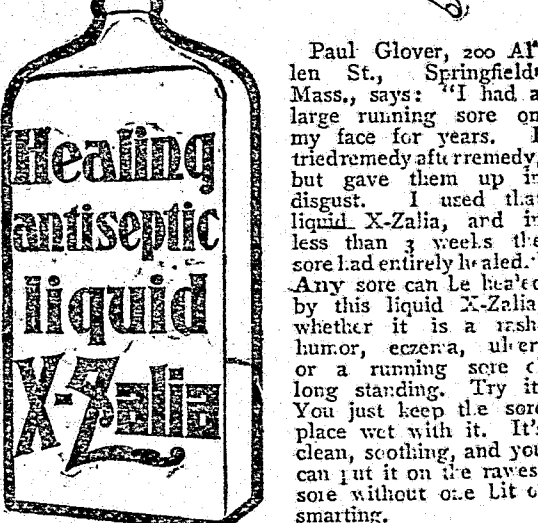 Healing
antiseptic
liquid
X-Zalia
Paul Glover, 200 Al
len St., Springfield
Mass., says: "I had a
large running sore on
my face for years. I
tried remedy after remedy,
but gave them up in
disgust. I used that
liquid X-Zalia, and in
less than 3 weeks the
sore had entirely healed."
Any sore can be healed
by this liquid X-Zalia,
whether it is a rash,
humor, eczema, ulcer,
or a running sore of
long standing. Try it.
You just keep the sore
place wet with it. It's
clean, soothing, and you
can put it on the rawest
sore without one bit of
smarting.